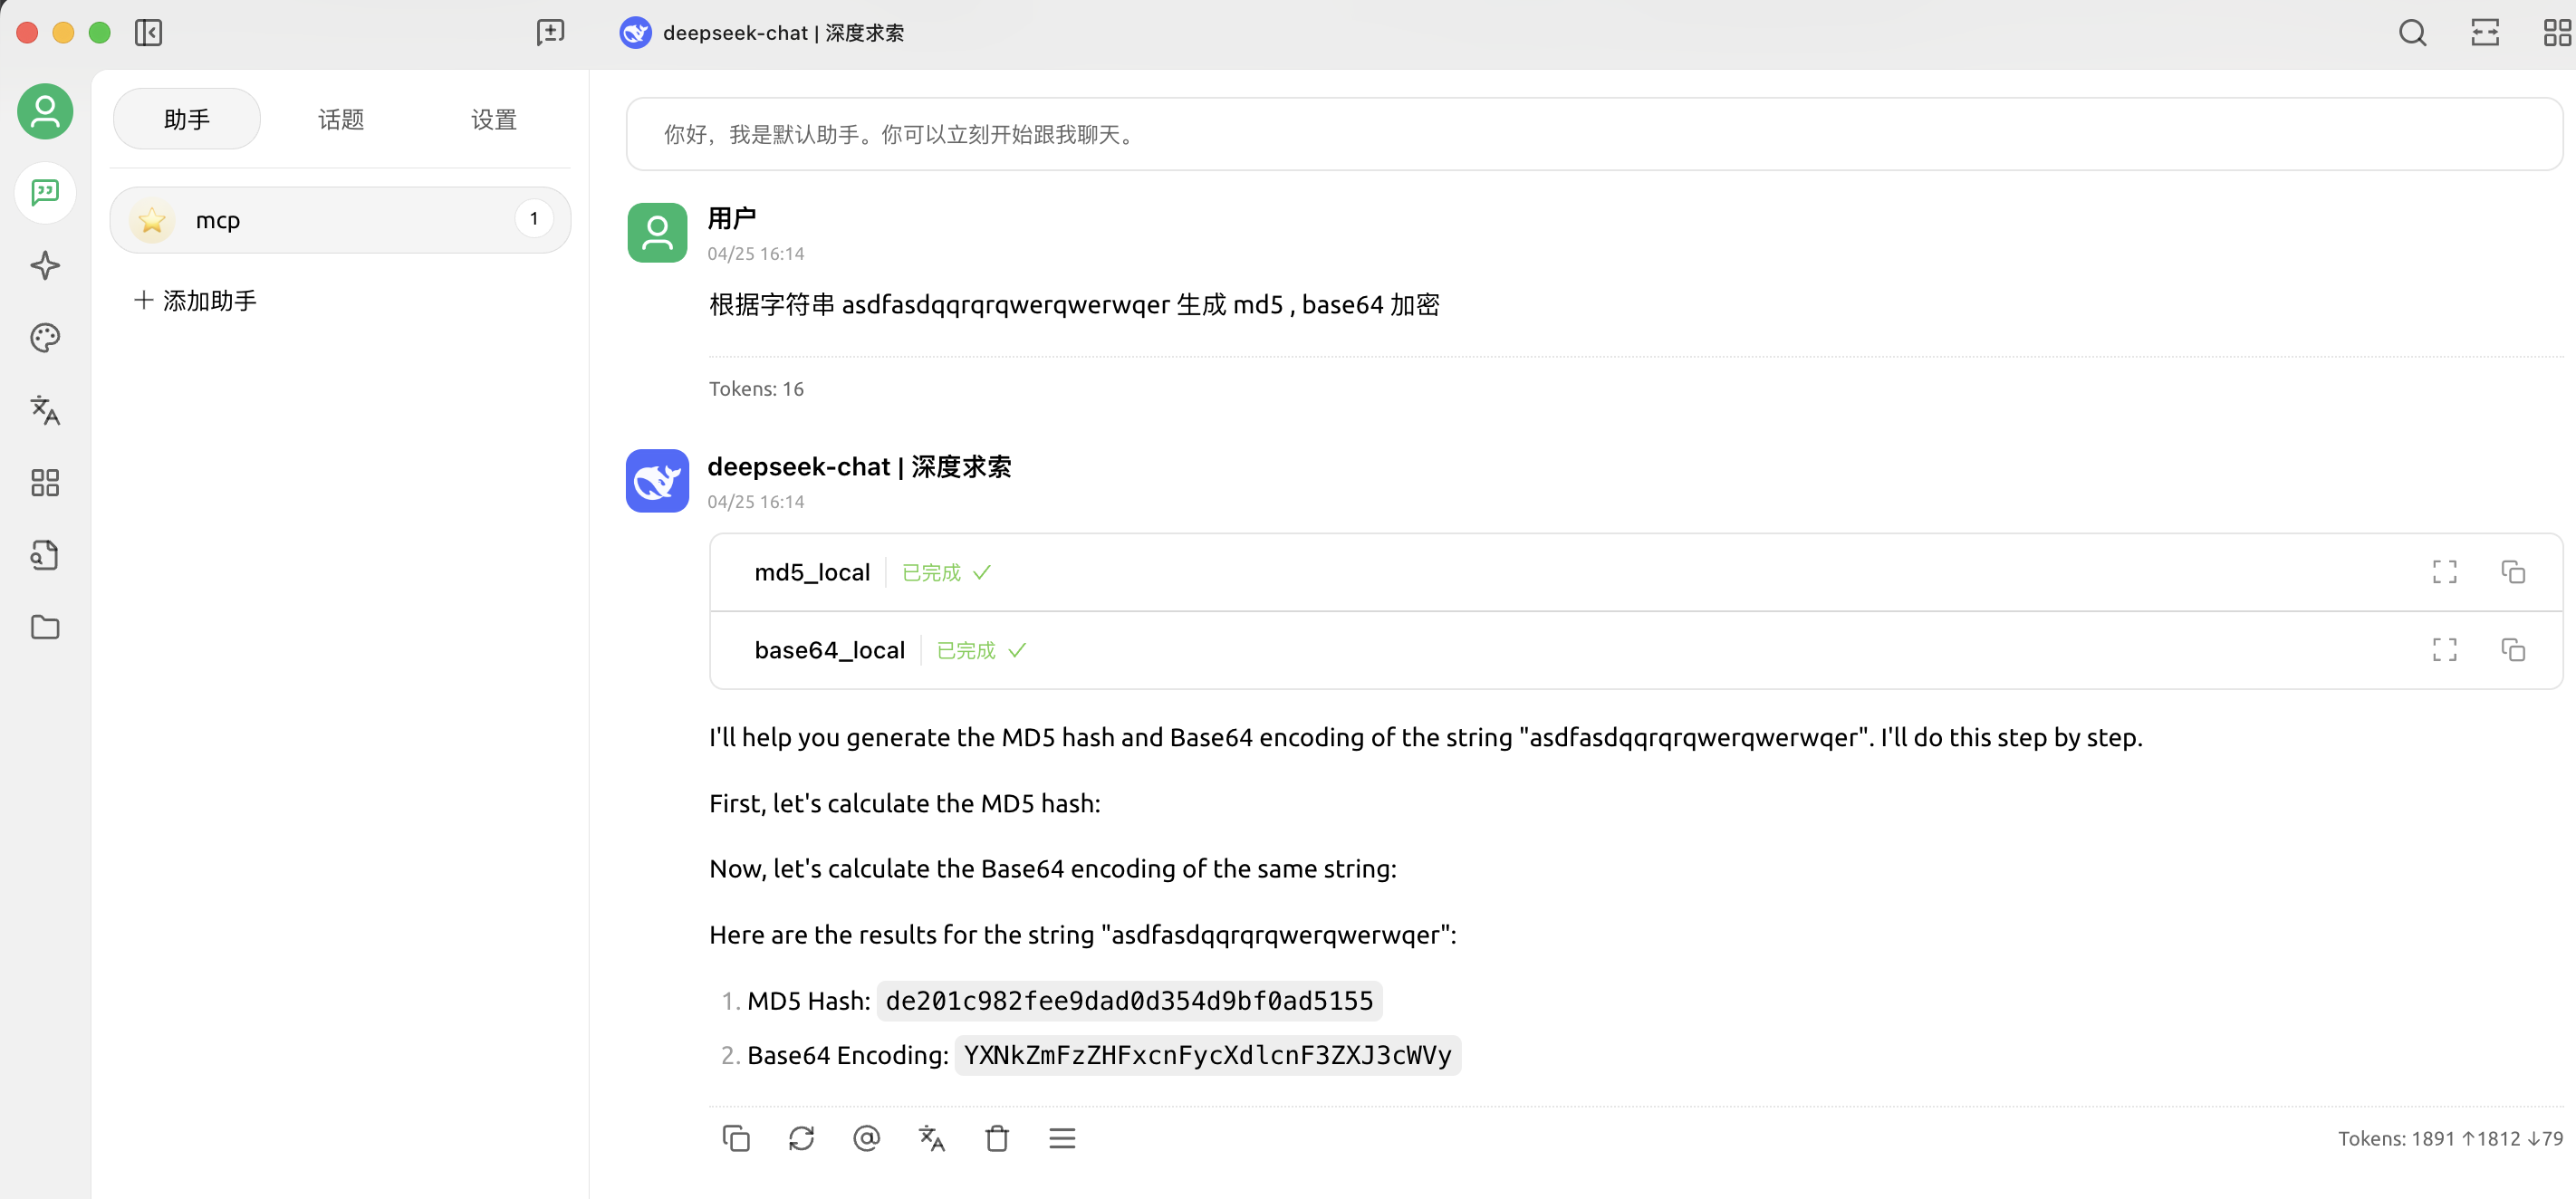 deepseek-chat | 深度求索
助手
话题
设置
mcp
1
添加助手
你好，我是默认助手。你可以立刻开始跟我聊天。
用户
04/25 16:14
根据字符串 asdfasdqqrqrqwerqwerwqer 生成 md5 , base64 加密
Tokens: 16
deepseek-chat | 深度求索
04/25 16:14
md5_local
已完成
base64_local
已完成
I'll help you generate the MD5 hash and Base64 encoding of the string "asdfasdqqrqrqwerqwerwqer". I'll do this step by step.
First, let's calculate the MD5 hash:
Now, let's calculate the Base64 encoding of the same string:
Here are the results for the string "asdfasdqqrqrqwerqwerwqer":
1. MD5 Hash: de201c982fee9dad0d354d9bf0ad5155
2. Base64 Encoding: YXNkZmFzZHFxcnFycXdlcnF3ZXJ3cWVy
Tokens: 1891 ↑1812 ↓79